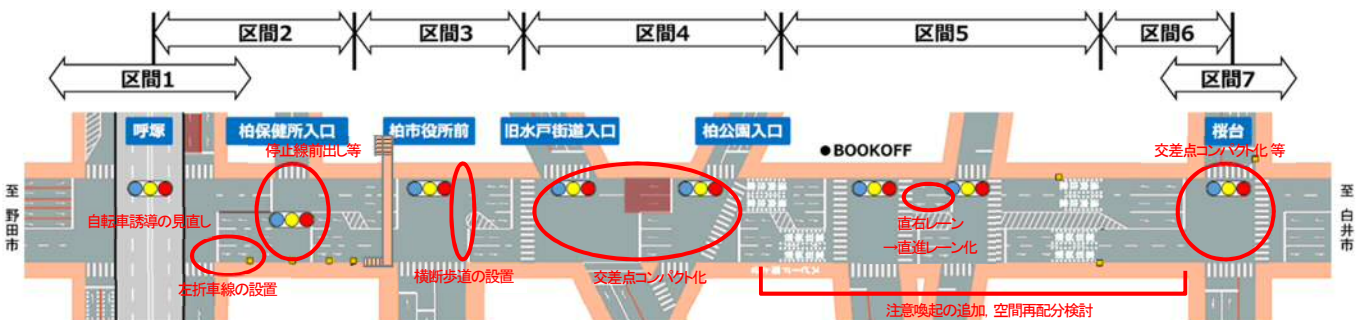 区間2
区間3
区間4
区間5
区間6
区間1
区間7
呼塚
柏保健所入口
柏市役所前
旧水戸街道入口
柏公園入口
●BOOKOFF
桜台
停止線前出し等
交差点コンパクト化 等
至 野田市
至 白井市
自転車誘導の見直し
直右レーン
→直進レーン化
左折車線の設置
横断歩道の設置
交差点コンパクト化
注意喚起の追加, 空間再配分検討